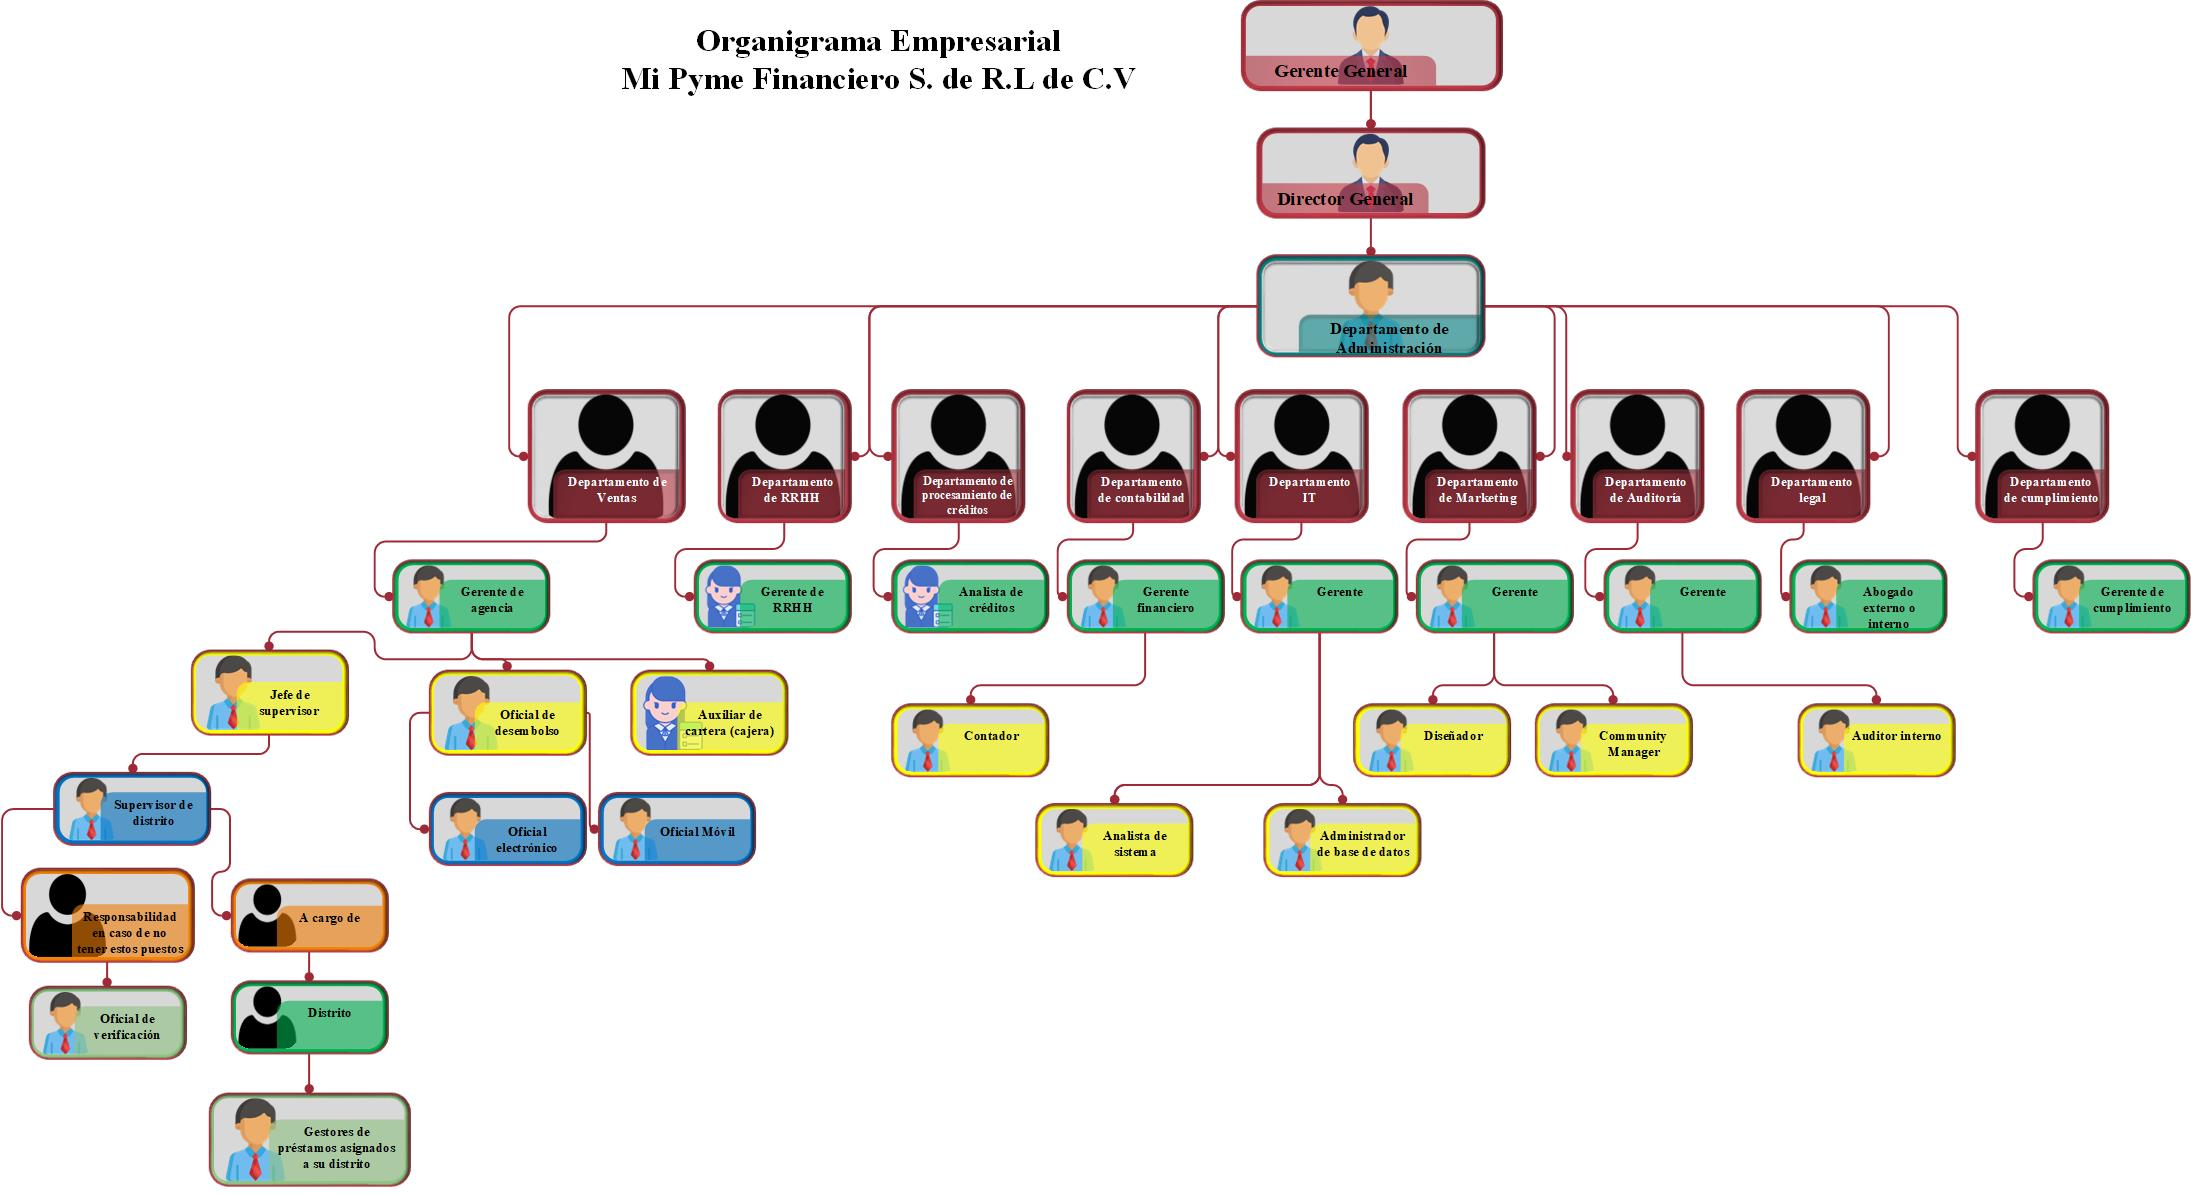 Organigrama Empresarial
Mi Pyme Financiero S. de R.L de C.V
Gerente General
Director General
Departamento de
Administración
Departamento de
Ventas
Departamento
de RRHH
Departamento de
procesamiento de
créditos
Departamento
de contabilidad
Departamento
IT
Departamento
de Marketing
Departamento
de Auditoría
Departamento
legal
Departamento
de cumplimiento
Gerente de
agencia
Gerente de
RRHH
Analista de
créditos
Gerente
financiero
Gerente
Gerente
Gerente
Abogado
externo o
interno
Gerente de
cumplimiento
Jefe de
supervisor
Oficial de
desembolso
Auxiliar de
cartera (cajera)
Contador
Diseñador
Community
Manager
Auditor interno
Supervisor de
distrito
Oficial
electrónico
Oficial Móvil
Analista de
sistema
Administrador
de base de datos
Responsabilidad
en caso de no
tener estos puestos
A cargo de
Oficial de
verificación
Distrito
Gestores de
préstamos asignados
a su distrito